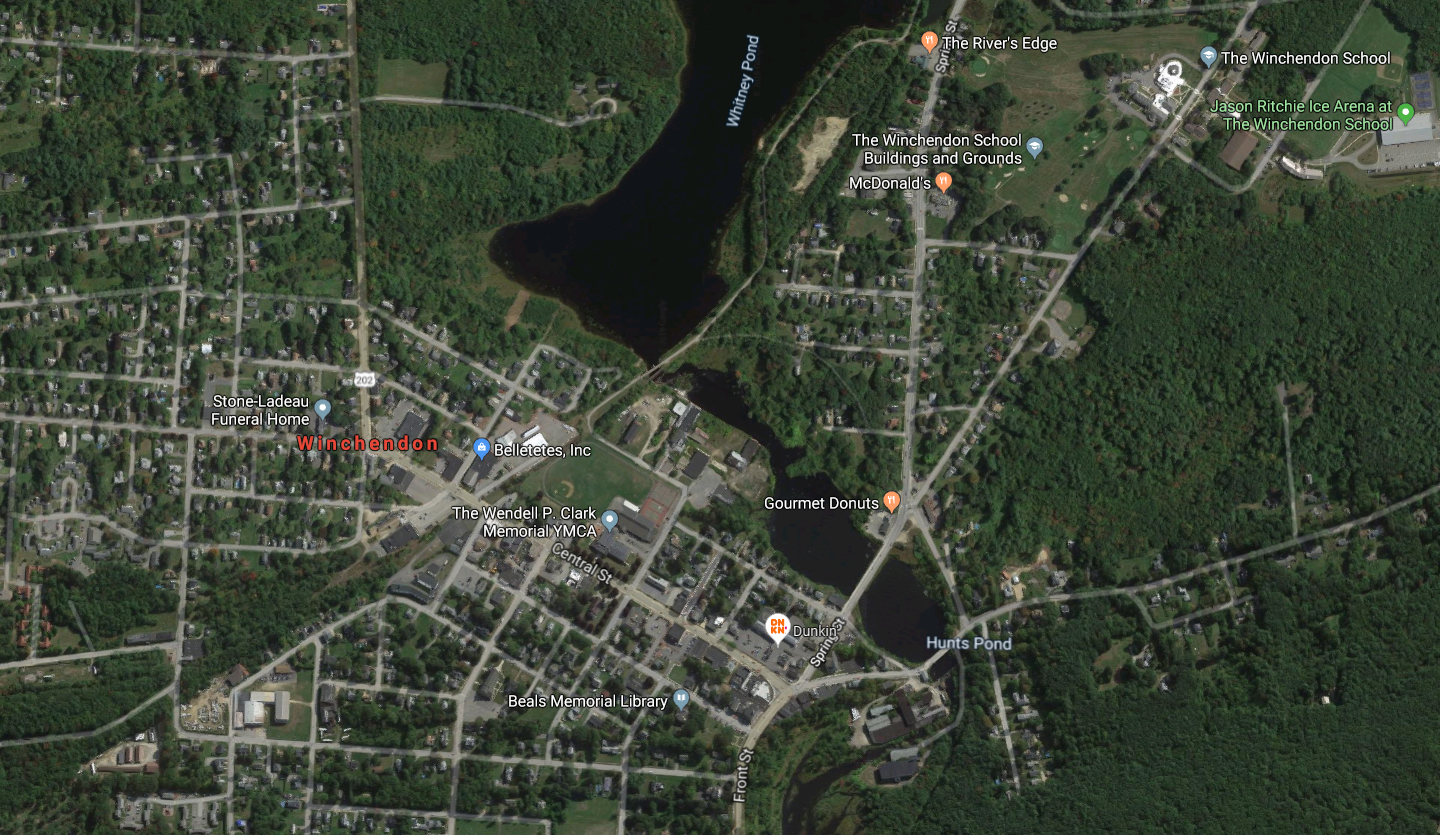 Whitney Pond
The River's Edge
Spring St
The Winchendon School
Jason Ritchie Ice Arena at
The Winchendon School
The Winchendon School
Buildings and Grounds
McDonald's
202
Stone-Ladeau
Funeral Home
Winchendon
Belletetes, Inc
Gourmet Donuts
The Wendell P. Clark
Memorial YMCA
Central St
DN
KN'
Dunkin'
Spring St
Hunts Pond
Beals Memorial Library
Front St